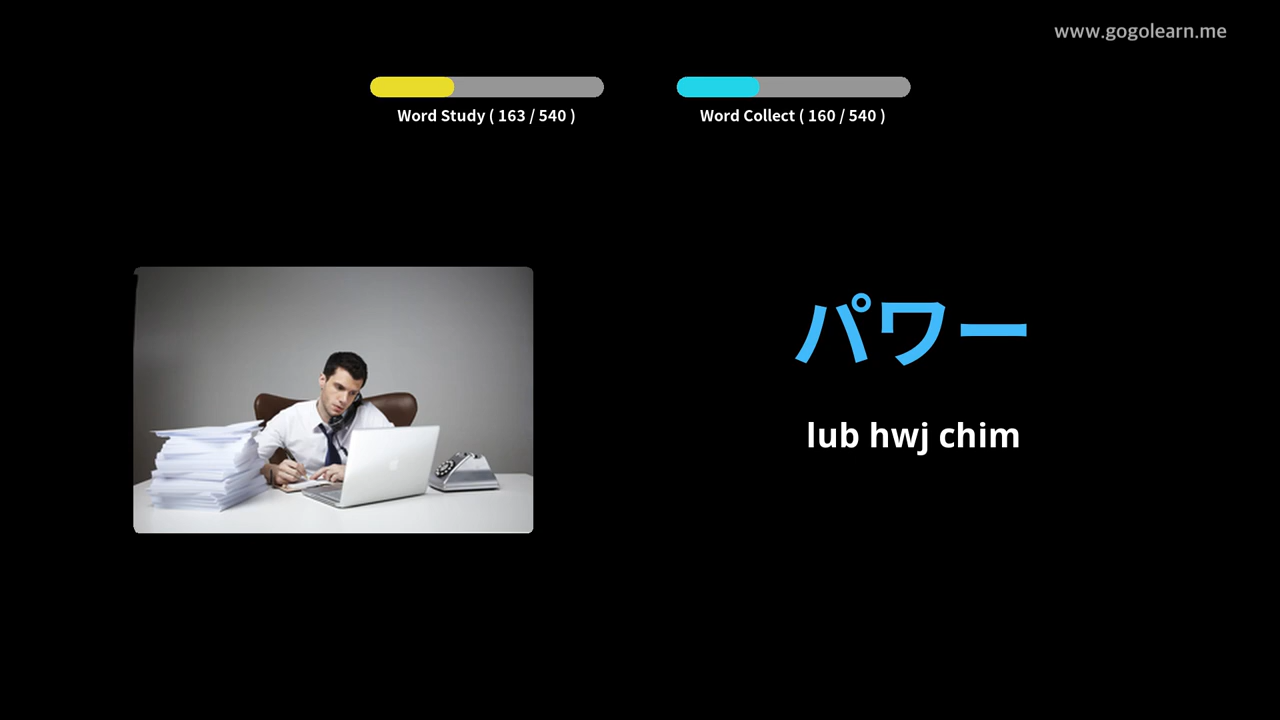 www.gogolearn.me
Word Study ( 163 / 540 )
Word Collect ( 160 / 540 )
パワー
lub hwj chim